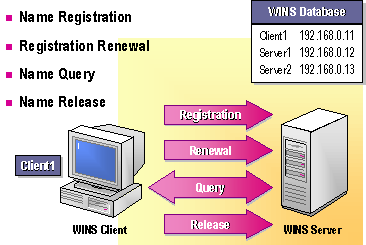 Name Registration
Registration Renewal
Name Query
Name Release
WINS Database
Client1 192.168.0.11
Server1 192.168.0.12
Server2 192.168.0.13
Registration
Renewal
Query
Release
Client1
WINS Client
WINS Server